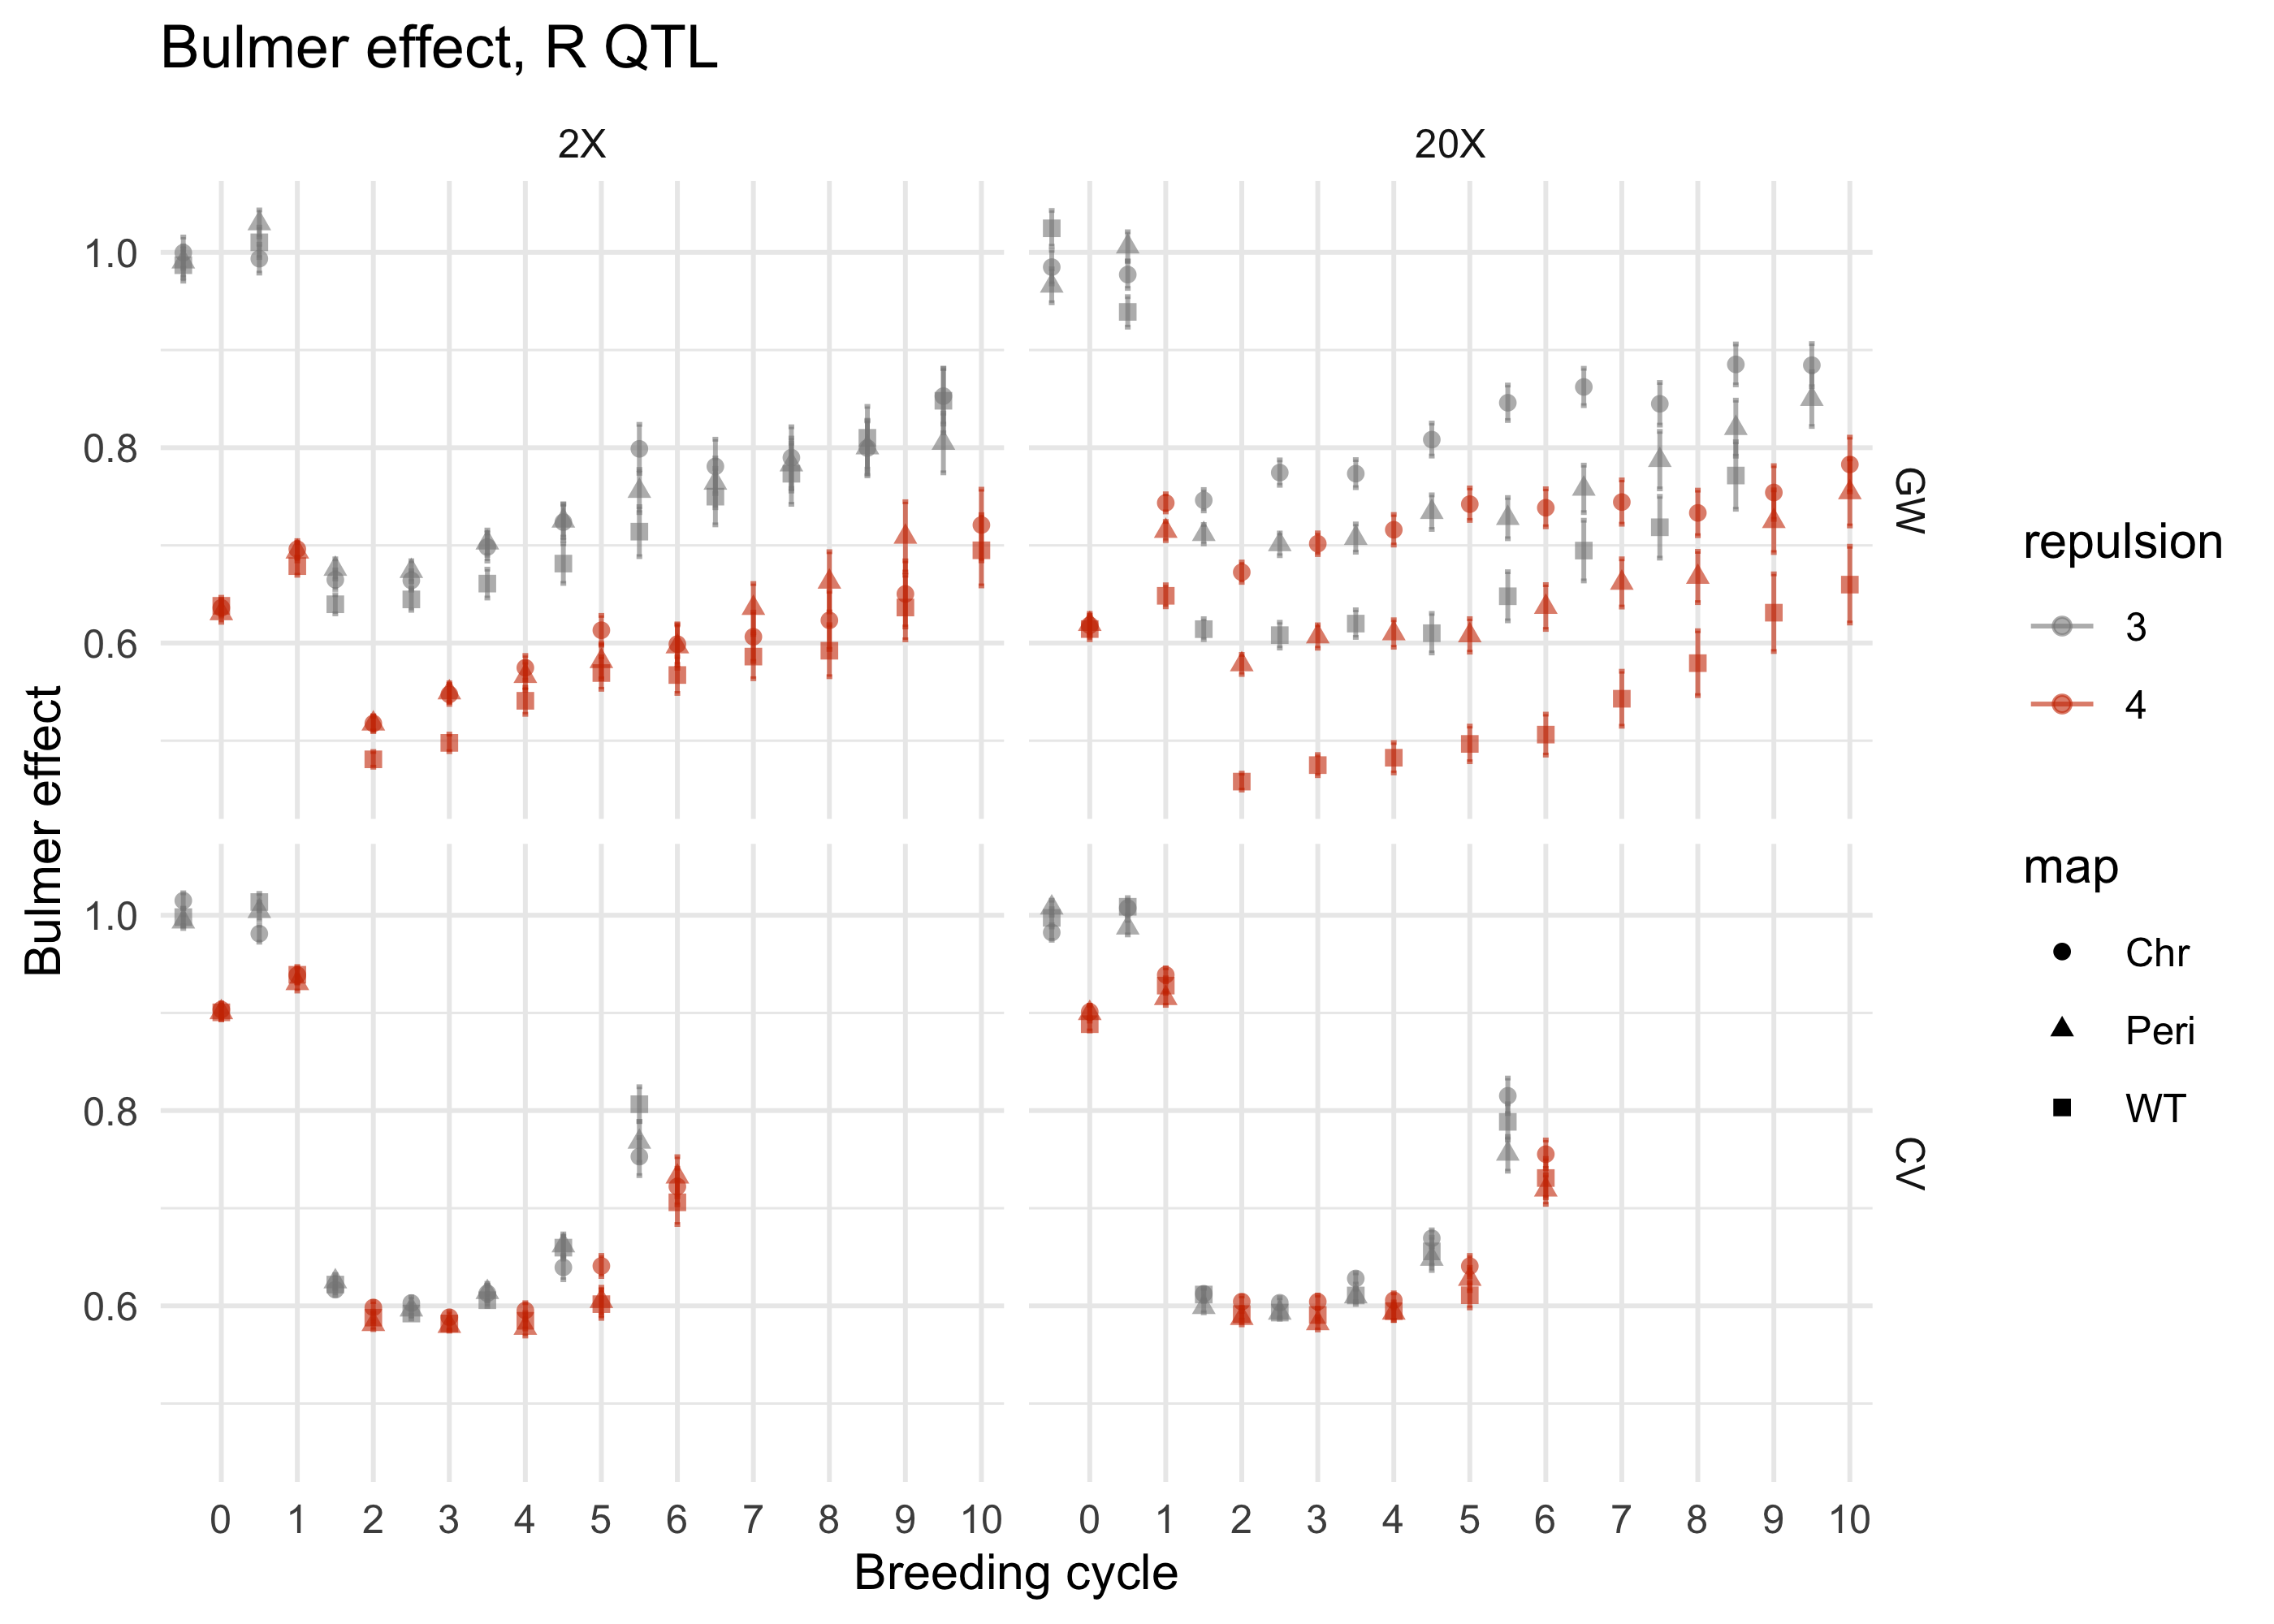 Bulmer effect, R QTL
2X
20X
1.0
0.8
0.6
GW
1.0
0.8
0.6
CV
Bulmer effect
0 1 2 3 4 5 6 7 8 9 10
0 1 2 3 4 5 6 7 8 9 10
Breeding cycle
repulsion
3
4
map
Chr
Peri
WT